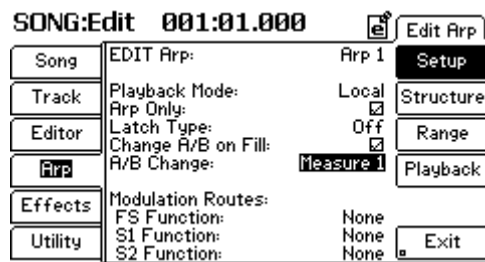 SONG:Edit 001:01.000 e Edit Arp
Song EDIT Arp: Arp 1 Setup
Track Playback Mode: Local Structure
Arp Only:
Editor Latch Type: Off Range
Change A/B on Fill:
Arp A/B Change: Measure 1 Playback
Effects Modulation Routes:
FS Function: None
Utility S1 Function: None Exit
S2 Function: None